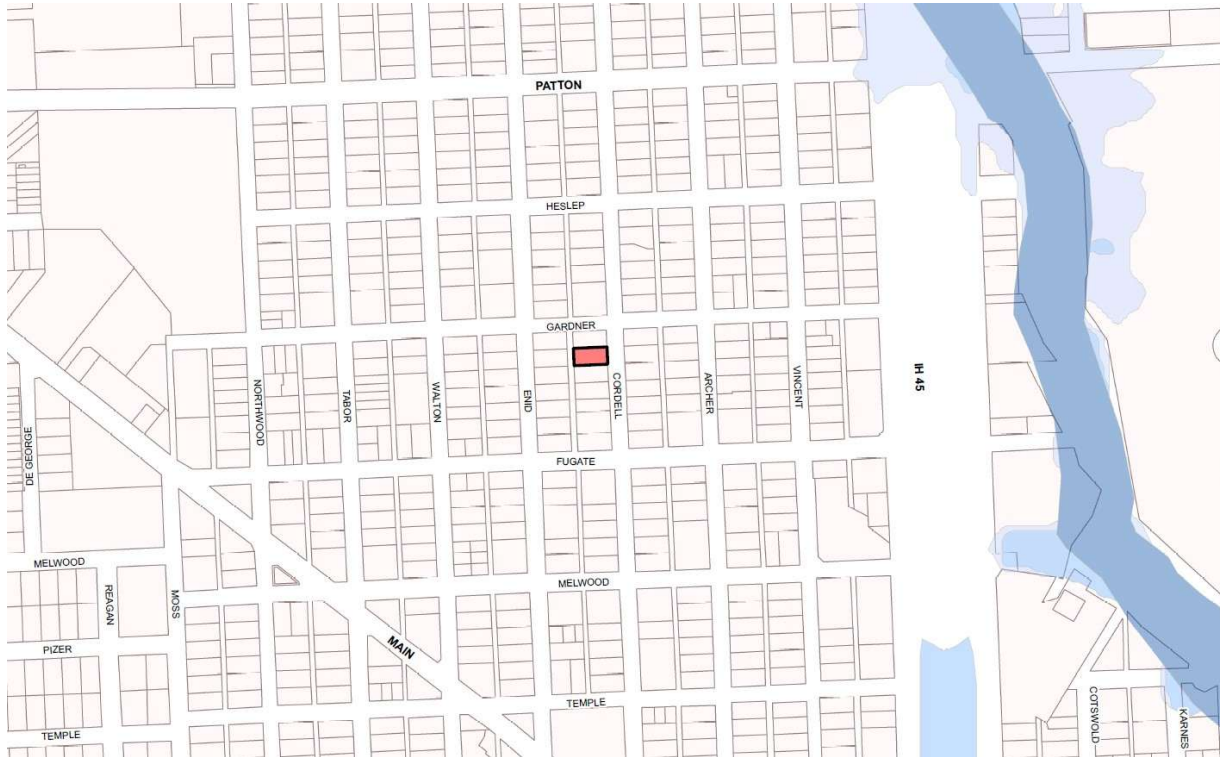 PATTON
HESLEP
GARDNER
NORTHWOOD
TABOR
WALTON
ENID
CORDELL
ARCHER
VINCENT
IH 45
DE GEORGE
FUGATE
MELWOOD
REAGAN
MOSS
MELWOOD
PIZER
MAIN
TEMPLE
TEMPLE
COTSWOLD
KARNES